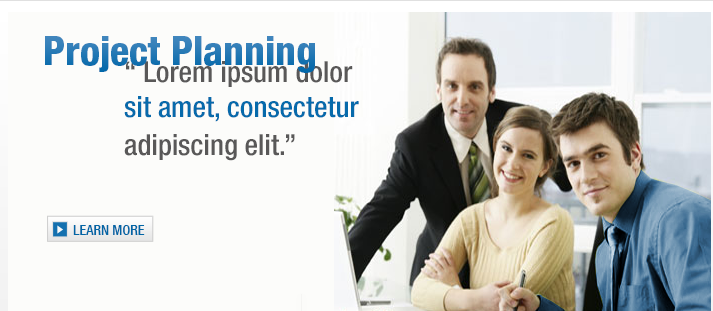 Project Planning
“ Lorem ipsum dolor
sit amet, consectetur
adipiscing elit.”
LEARN MORE